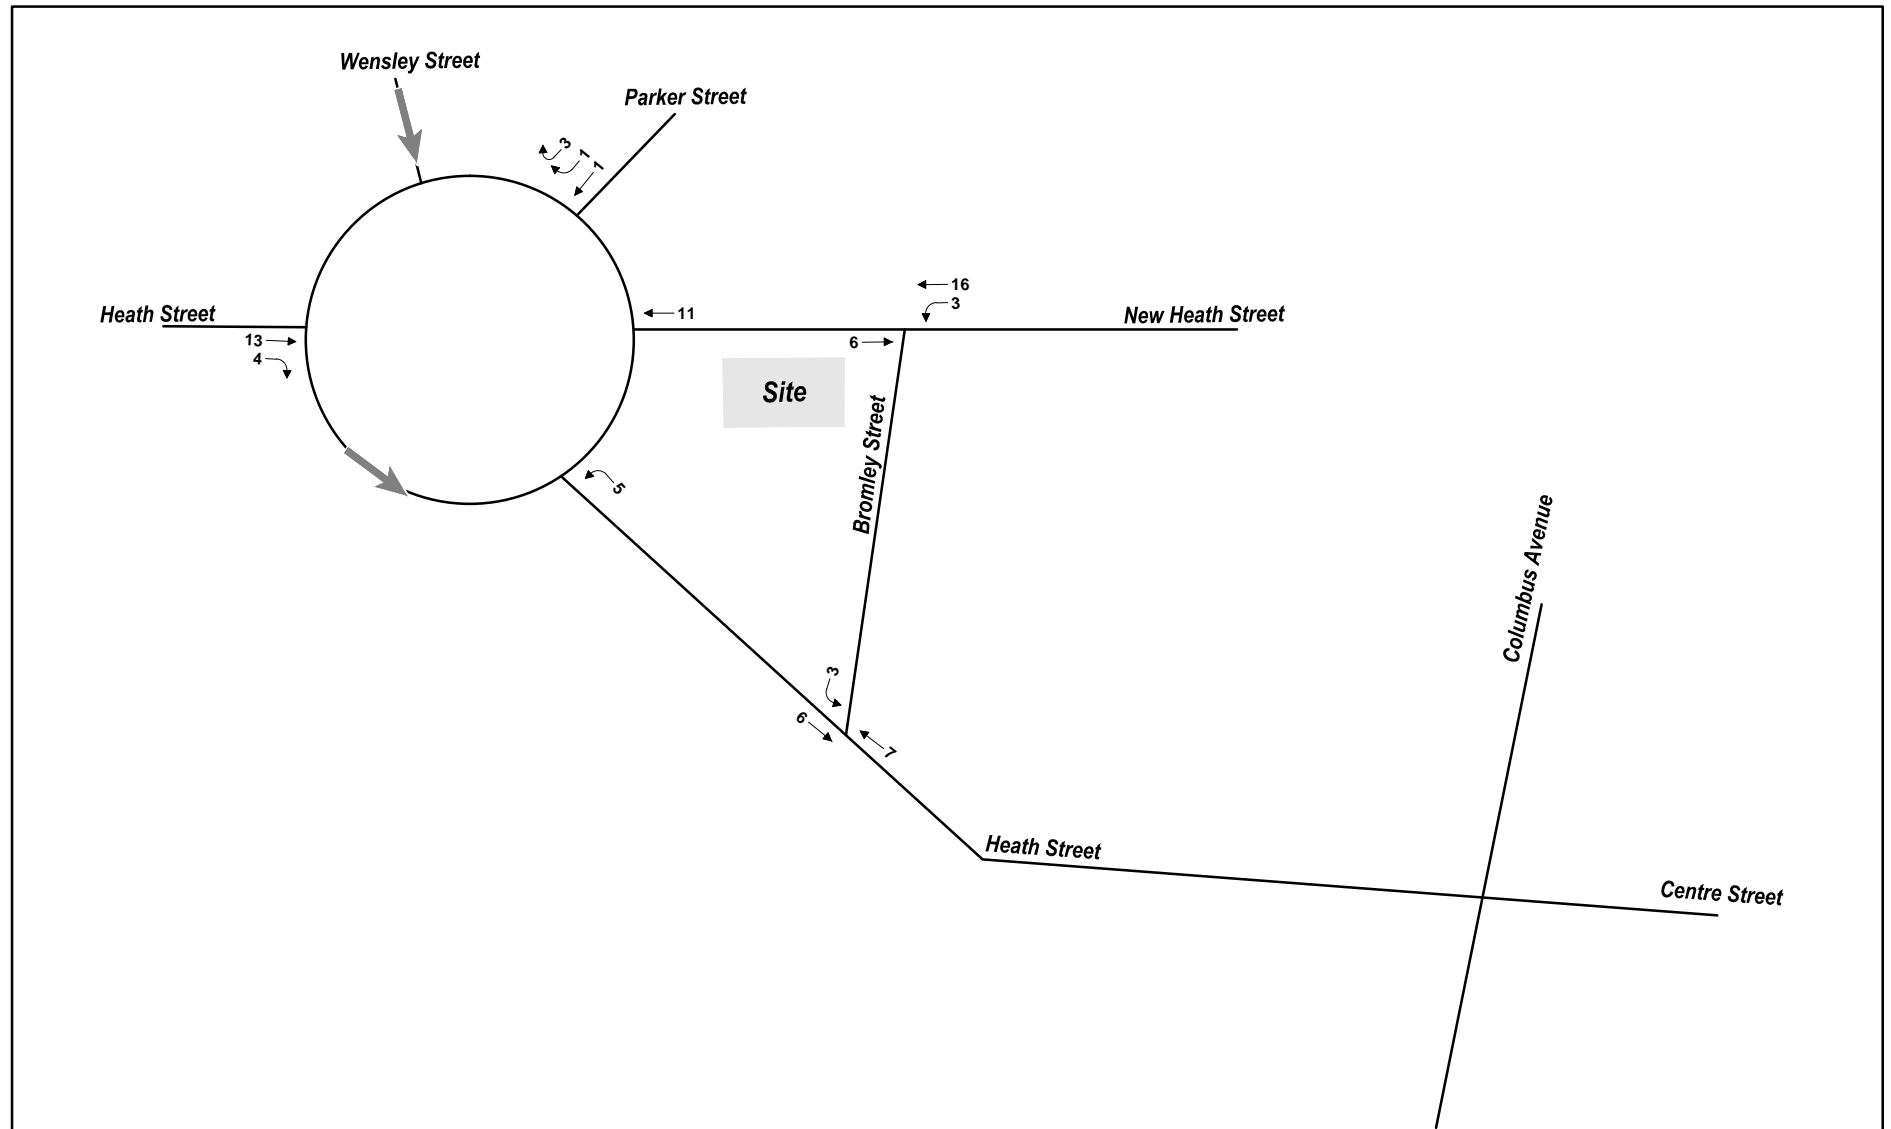 Wensley Street
Parker Street
3
1
1
16
3
Heath Street
11
New Heath Street
13
4
6
Site
Bromley Street
5
Columbus Avenue
3
6
7
Heath Street
Centre Street